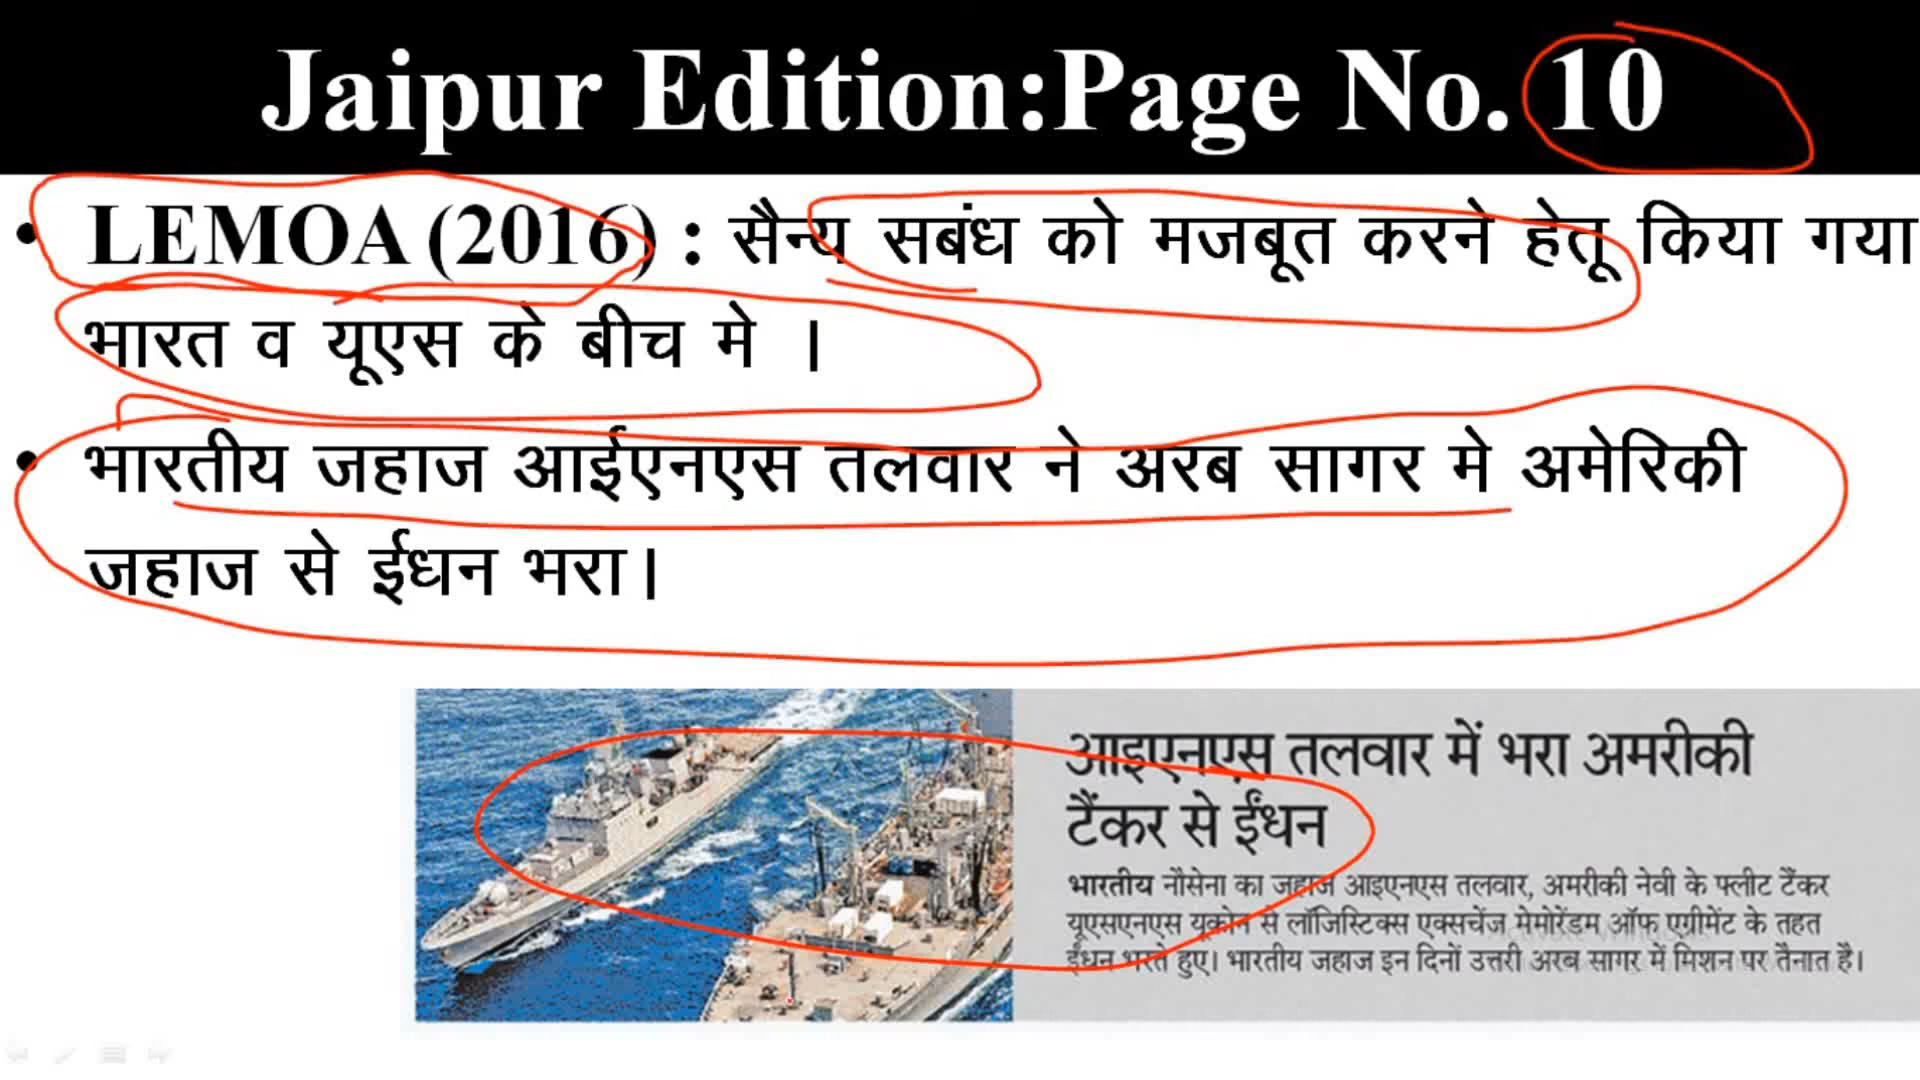 Jaipur Edition:Page No. 10
• LEMOA (2016) : सैन्य सबंध को मजबूत करने हेतू किया गया
भारत व यूएस के बीच मे ।
• भारतीय जहाज आईएनएस तलवार ने अरब सागर मे अमेरिकी
जहाज से ईधन भरा।
आइएनएस तलवार में भरा अमरीकी
टैंकर से ईंधन
भारतीय नौसेना का जहाज आइएनएस तलवार, अमरीकी नेवी के फ्लीट टैंकर
यूएसएनएस यूकोन से लॉजिस्टिक्स एक्सचेंज मेमोरेंडम ऑफ एग्रीमेंट के तहत
ईंधन भरते हुए। भारतीय जहाज इन दिनों उत्तरी अरब सागर में मिशन पर तैनात है।